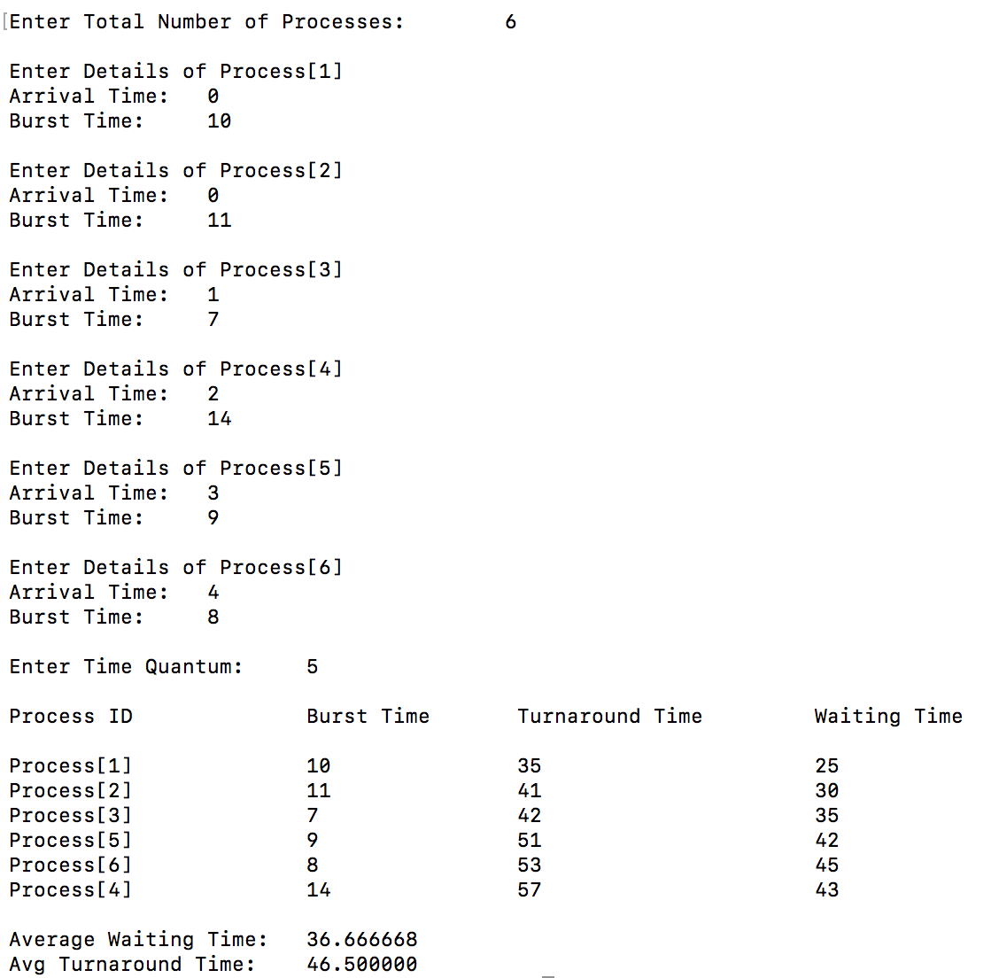 [Enter Total Number of Processes: 6
Enter Details of Process[1]
Arrival Time: 0
Burst Time: 10
Enter Details of Process[2]
Arrival Time: 0
Burst Time: 11
Enter Details of Process[3]
Arrival Time: 1
Burst Time: 7
Enter Details of Process[4]
Arrival Time: 2
Burst Time: 14
Enter Details of Process[5]
Arrival Time: 3
Burst Time: 9
Enter Details of Process[6]
Arrival Time: 4
Burst Time: 8
Enter Time Quantum: 5
Process ID Burst Time Turnaround Time Waiting Time
Process[1] 10 35 25
Process[2] 11 41 30
Process[3] 7 42 35
Process[5] 9 51 42
Process[6] 8 53 45
Process[4] 14 57 43
Average Waiting Time: 36.666668
Avg Turnaround Time: 46.500000